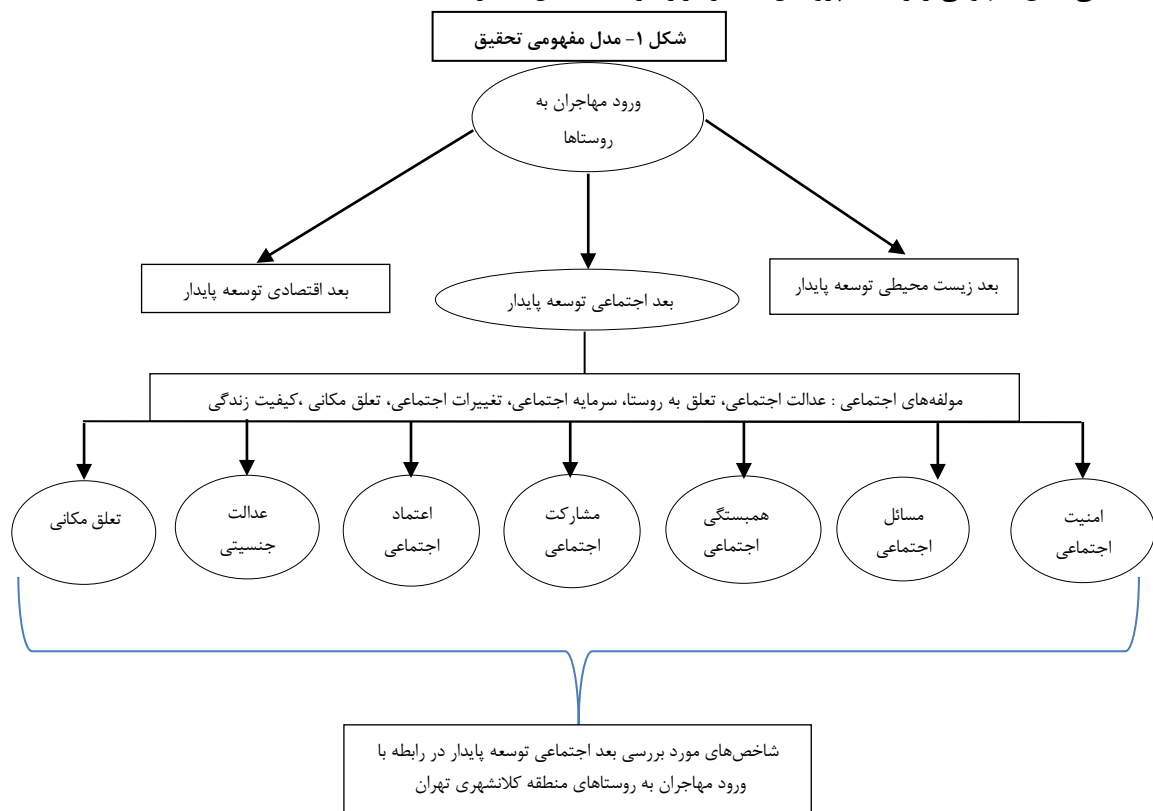 شکل ۱- مدل مفهومی تحقیق
ورود مهاجران به
روستاها
بعد زیست محیطی توسعه پایدار
بعد اجتماعی توسعه پایدار
بعد اقتصادی توسعه پایدار
مولفه‌های اجتماعی : عدالت اجتماعی، تعلق به روستا، سرمایه اجتماعی، تغییرات اجتماعی، تعلق مکانی ،کیفیت زندگی
امنیت
اجتماعی
مسائل
اجتماعی
همبستگی
اجتماعی
مشارکت
اجتماعی
اعتماد
اجتماعی
عدالت
جنسیتی
تعلق مکانی
شاخص‌های مورد بررسی بعد اجتماعی توسعه پایدار در رابطه با
ورود مهاجران به روستاهای منطقه کلانشهری تهران